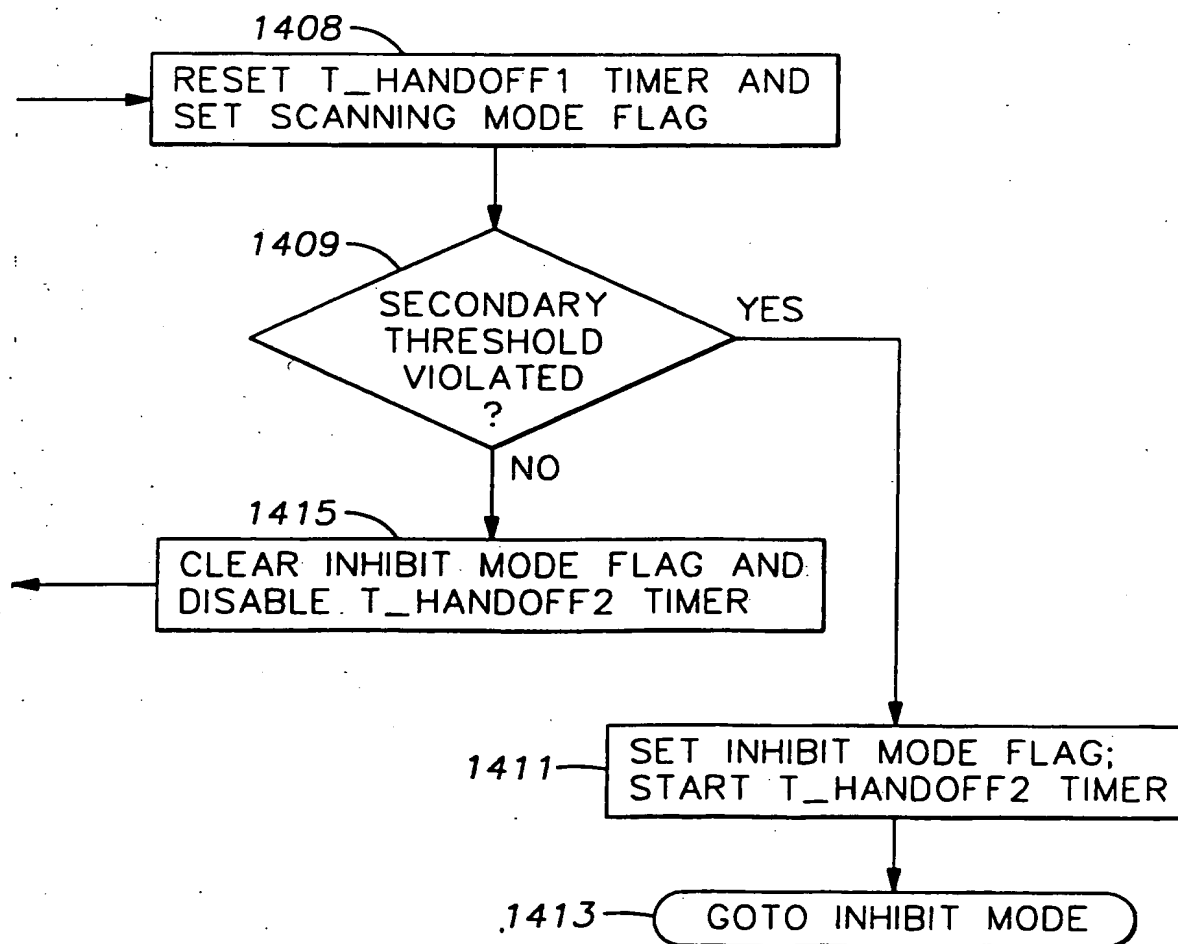 1408
RESET T_HANDOFF1 TIMER AND
SET SCANNING MODE FLAG
1409
SECONDARY
THRESHOLD
VIOLATED
?
YES
NO
1415
CLEAR INHIBIT MODE FLAG AND
DISABLE T_HANDOFF2 TIMER
1411
SET INHIBIT MODE FLAG;
START T_HANDOFF2 TIMER
1413
GOTO INHIBIT MODE